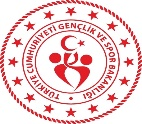 TÜRKİYE CUMHURİYETİ GENÇLİK VE SPOR BAKANLIĞI